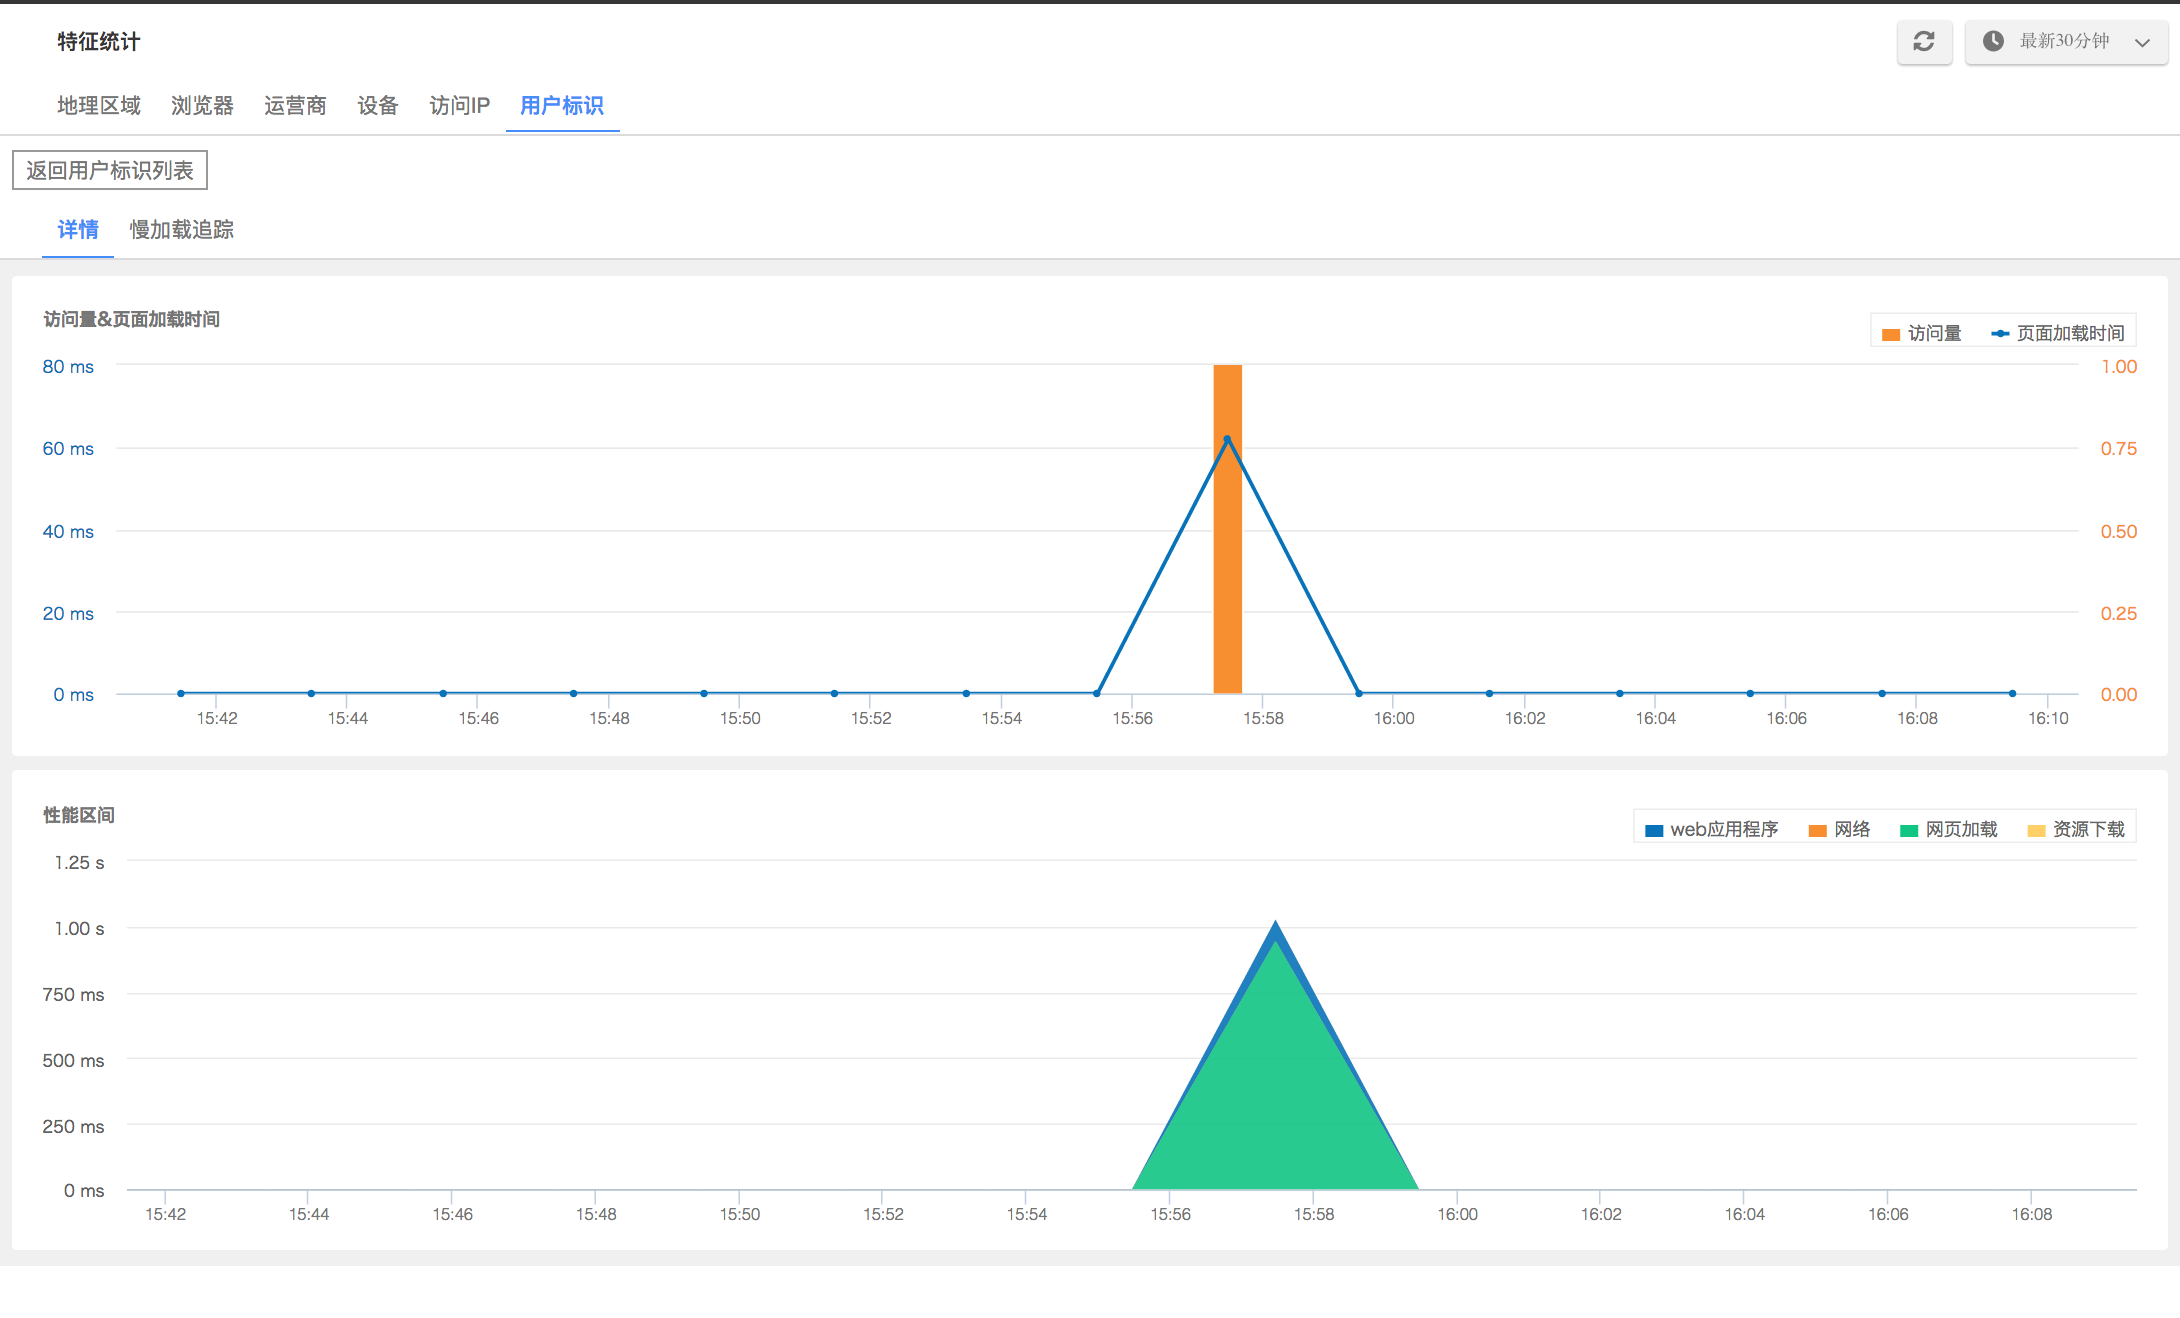 特征统计
最新30分钟
地理区域 浏览器 运营商 设备 访问IP 用户标识
返回用户标识列表
详情 慢加载追踪
访问量&页面加载时间
访问量 页面加载时间
80 ms 1.00
60 ms 0.75
40 ms 0.50
20 ms 0.25
0 ms 0.00
15:42 15:44 15:46 15:48 15:50 15:52 15:54 15:56 15:58 16:00 16:02 16:04 16:06 16:08 16:10
性能区间
web应用程序 网络 网页加载 资源下载
1.25 s
1.00 s
750 ms
500 ms
250 ms
0 ms
15:42 15:44 15:46 15:48 15:50 15:52 15:54 15:56 15:58 16:00 16:02 16:04 16:06 16:08